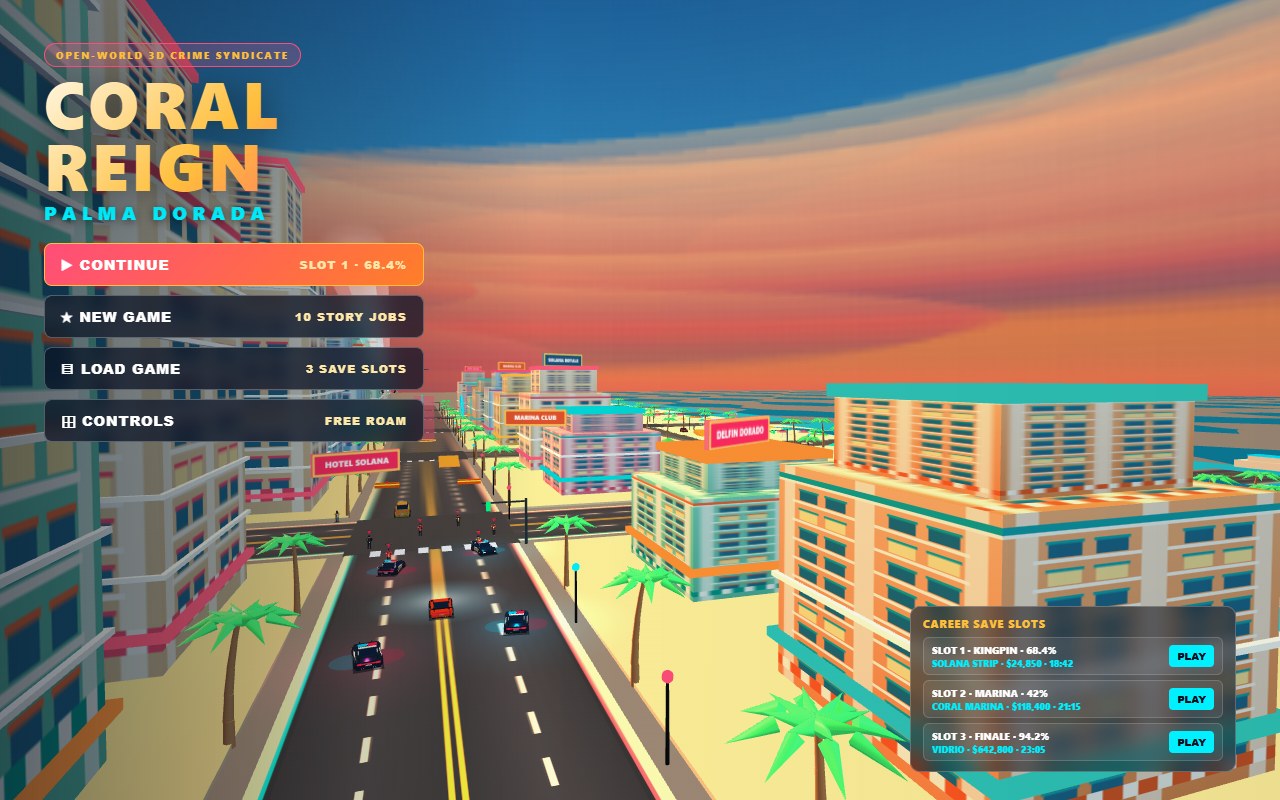 OPEN-WORLD 3D CRIME SYNDICATE
CORAL
REIGN
PALMA DORADA
▶ CONTINUE SLOT 1 - 68.4%
★ NEW GAME 10 STORY JOBS
LOAD GAME 3 SAVE SLOTS
CONTROLS FREE ROAM
MARINA CLUB
DELFIN DORADO
HOTEL SOLANA
CAREER SAVE SLOTS
SLOT 1 - KINGPIN - 68.4%
SOLANA STRIP · $24,850 · 18:42
PLAY
SLOT 2 - MARINA - 42%
CORAL MARINA · $118,400 · 21:15
PLAY
SLOT 3 - FINALE - 94.2%
VIDRIO · $642,800 · 23:05
PLAY